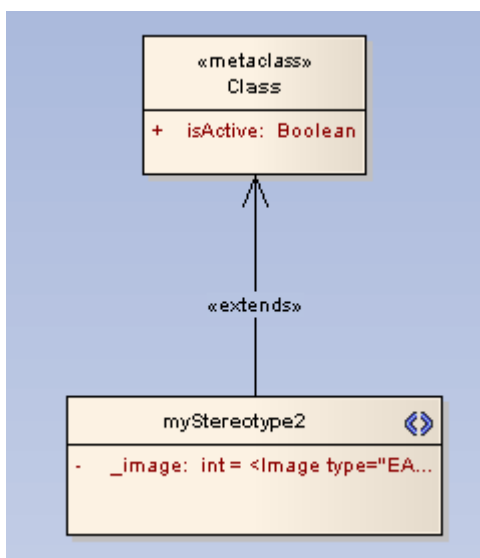 «metaclass»
Class
+ isActive: Boolean
«extends»
myStereotype2
- _image: int = <Image type="EA...